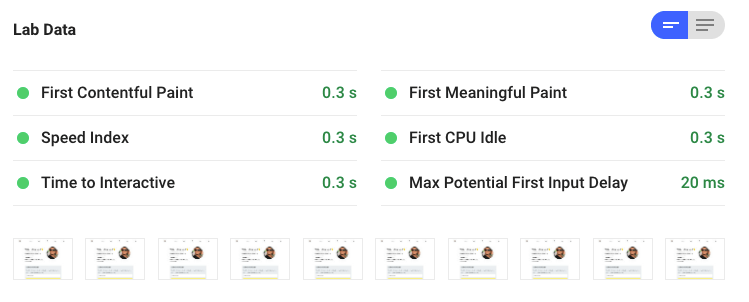 Lab Data
First Contentful Paint 0.3 s
First Meaningful Paint 0.3 s
Speed Index 0.3 s
First CPU Idle 0.3 s
Time to Interactive 0.3 s
Max Potential First Input Delay 20 ms